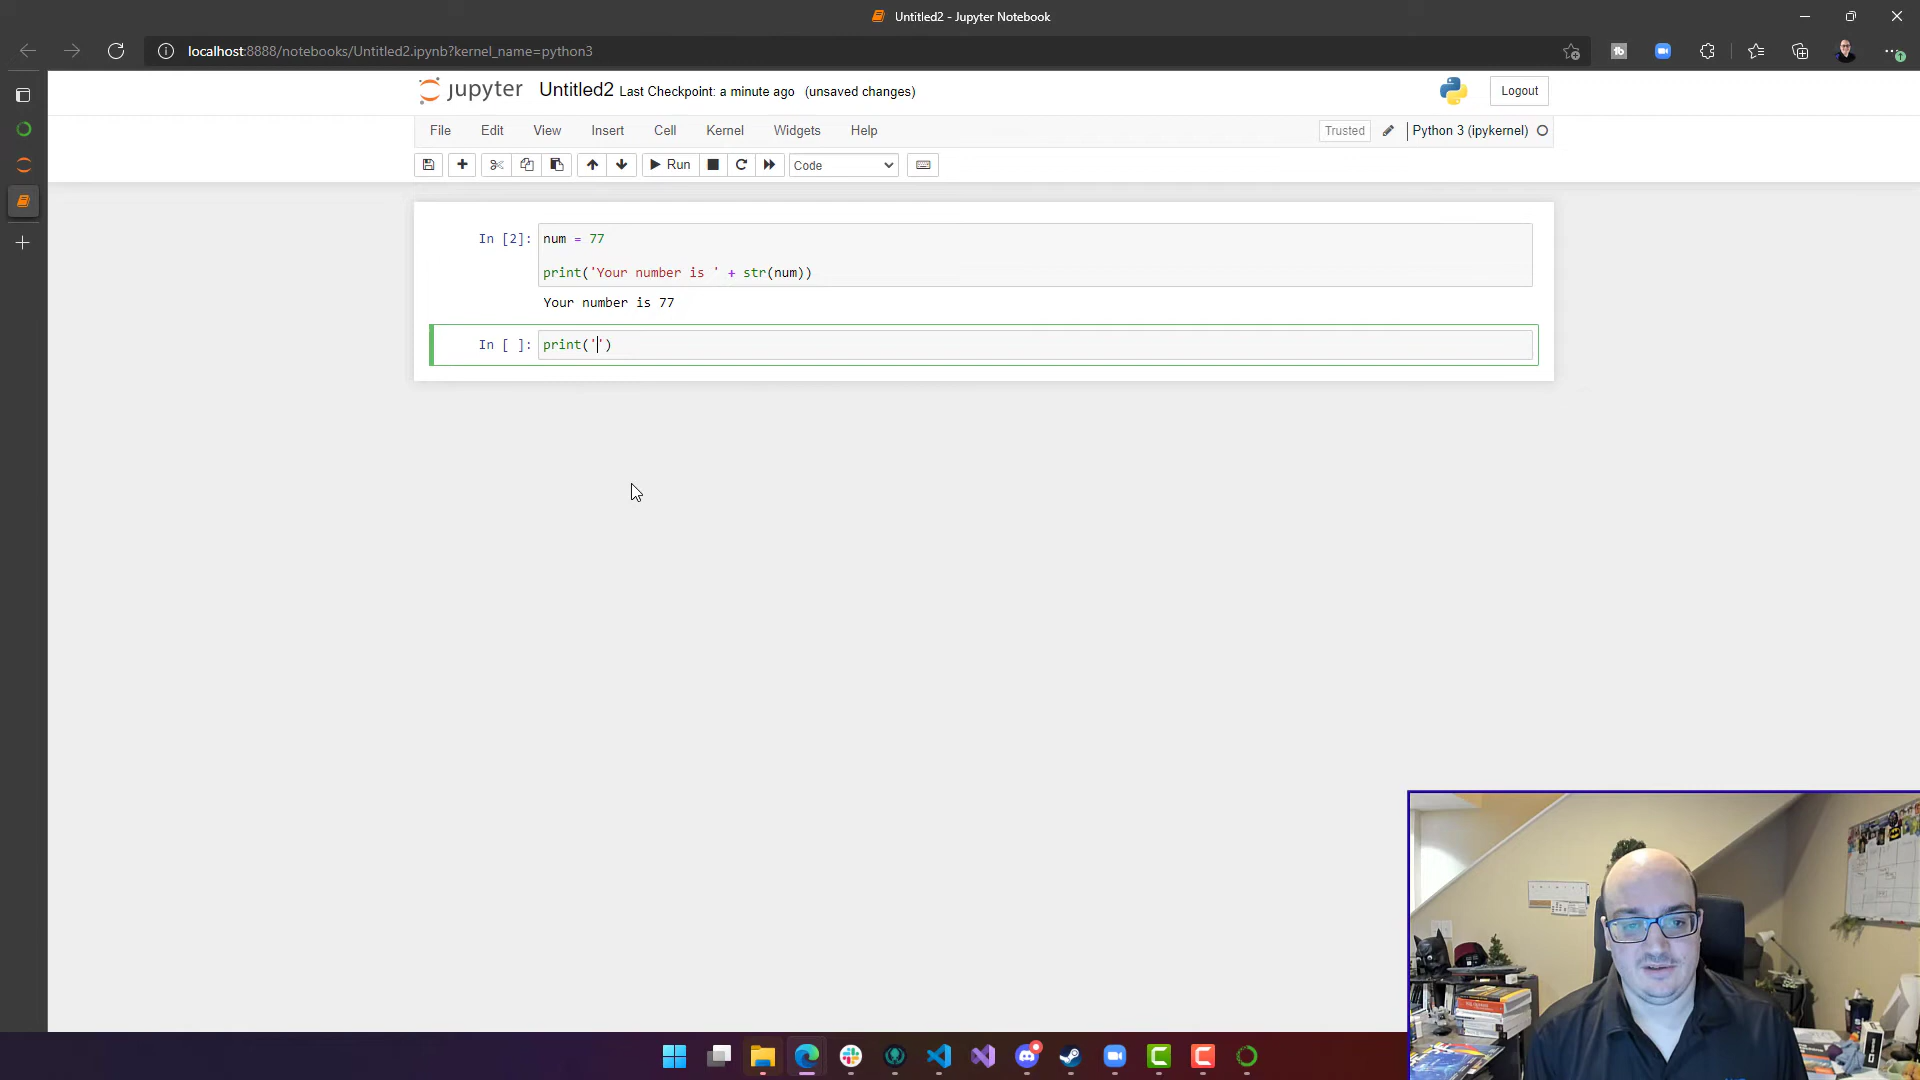 Untitled2 - Jupyter Notebook
localhost:8888/notebooks/Untitled2.ipynb?kernel_name=python3
jupyter Untitled2 Last Checkpoint: a minute ago (unsaved changes) Logout
File Edit View Insert Cell Kernel Widgets Help Trusted Python 3 (ipykernel)
Run Code
In [2]: num = 77
print('Your number is ' + str(num))
Your number is 77
In [ ]: print('')